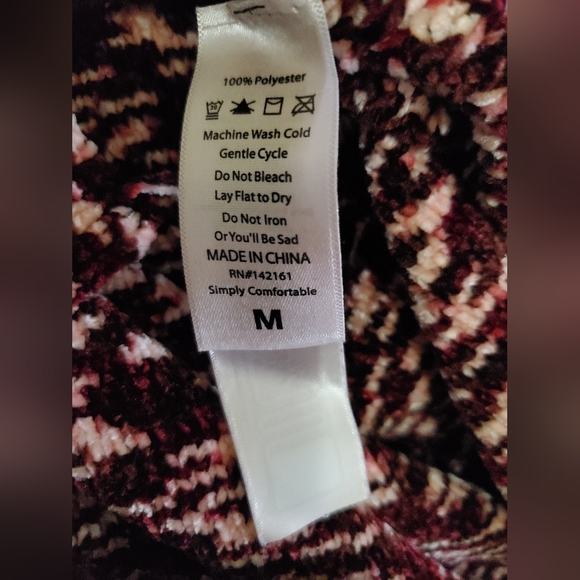 100% Polyester
30
Machine Wash Cold
Gentle Cycle
Do Not Bleach
Lay Flat to Dry
Do Not Iron
Or You'll Be Sad
MADE IN CHINA
RN#142161
Simply Comfortable
M